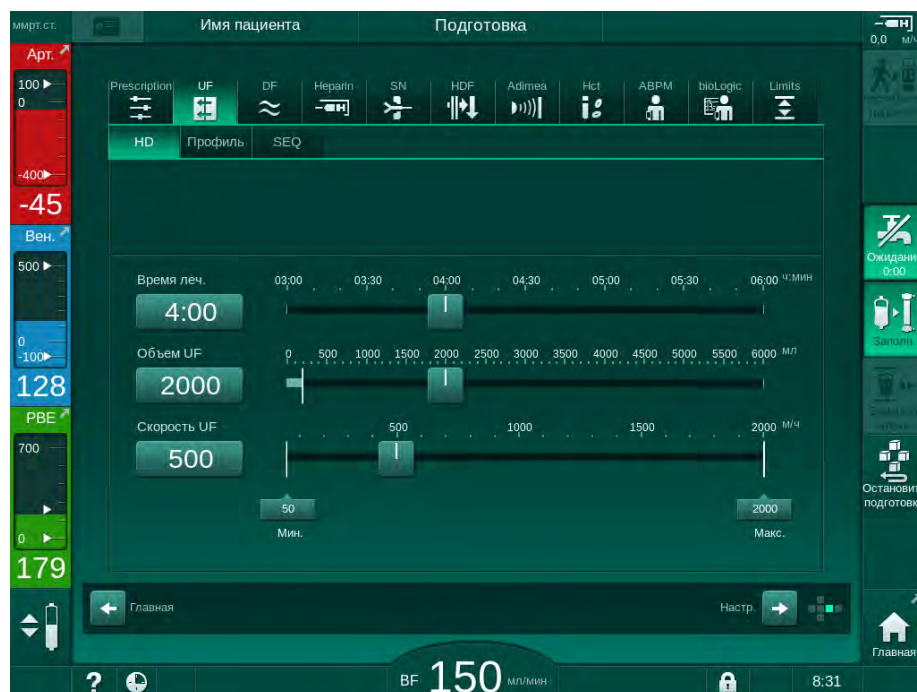 ммрт.ст.
Имя пациента
Подготовка
0,0 м/ч
Арт.
100
0
-400
-45
Вен.
500
0
-100
128
PBE
700
0
179
Prescription UF DF Heparin SN HDF Adimea Hct ABPM bioLogic Limits
HD Профиль SEQ
Время леч.
03:00 03:30 04:00 04:30 05:00 05:30 06:00 ч:мин
4:00
Объем UF
0 500 1000 1500 2000 2500 3000 3500 4000 4500 5000 5500 6000 мл
2000
Скорость UF
500 1000 1500 2000 м/ч
500
50
Мин.
2000
Макс.
Главная
Настр.
Ожидани
0:00
Заполн.
Остановит
подготовк
Главная
?
BF 150 мл/мин
8:31